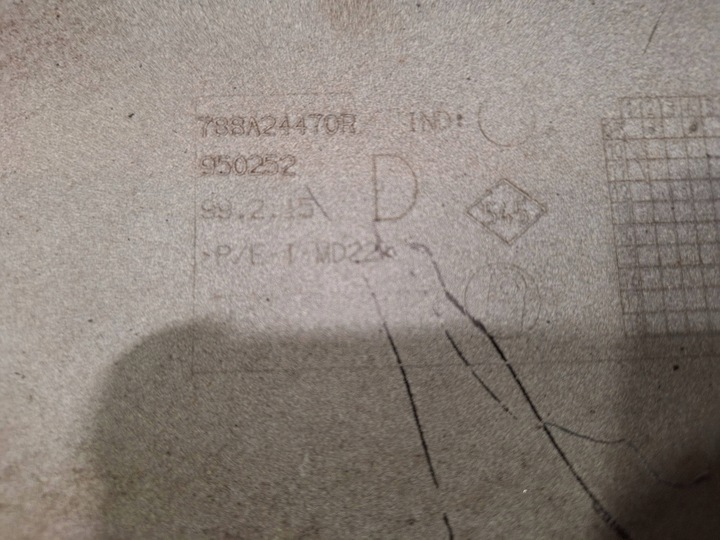 788A24470R IND:
950252
99.2.15
D
545
>P/E-T-MD22<